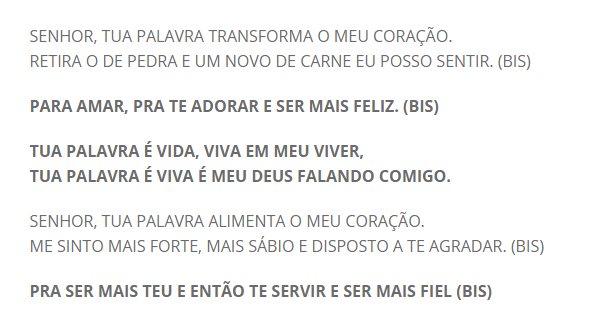 SENHOR, TUA PALAVRA TRANSFORMA O MEU CORAÇÃO.
RETIRA O DE PEDRA E UM NOVO DE CARNE EU POSSO SENTIR. (BIS)
PARA AMAR, PRA TE ADORAR E SER MAIS FELIZ. (BIS)
TUA PALAVRA É VIDA, VIVA EM MEU VIVER,
TUA PALAVRA É VIVA É MEU DEUS FALANDO COMIGO.
SENHOR, TUA PALAVRA ALIMENTA O MEU CORAÇÃO.
ME SINTO MAIS FORTE, MAIS SÁBIO E DISPOSTO A TE AGRADAR. (BIS)
PRA SER MAIS TEU E ENTÃO TE SERVIR E SER MAIS FIEL (BIS)